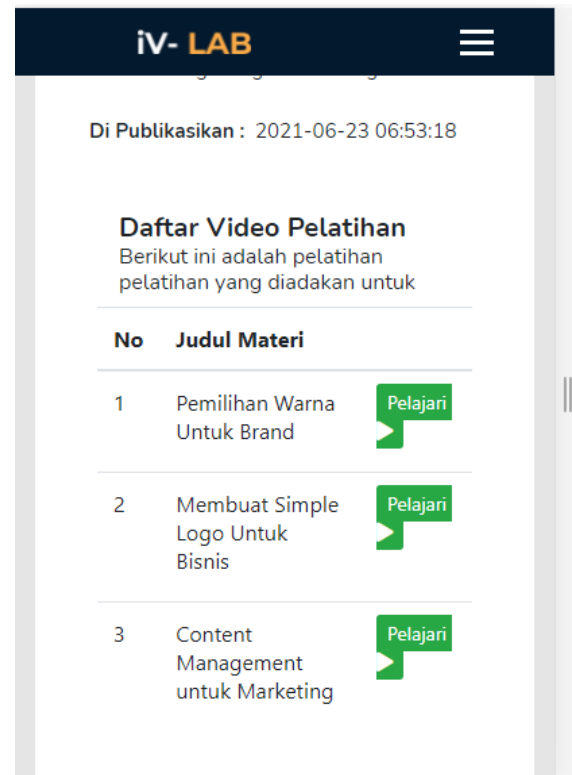 iV- LAB
Di Publikasikan : 2021-06-23 06:53:18
Daftar Video Pelatihan
Berikut ini adalah pelatihan
pelatihan yang diadakan untuk
No Judul Materi
1 Pemilihan Warna Pelajari
Untuk Brand
2 Membuat Simple Pelajari
Logo Untuk
Bisnis
3 Content Pelajari
Management
untuk Marketing